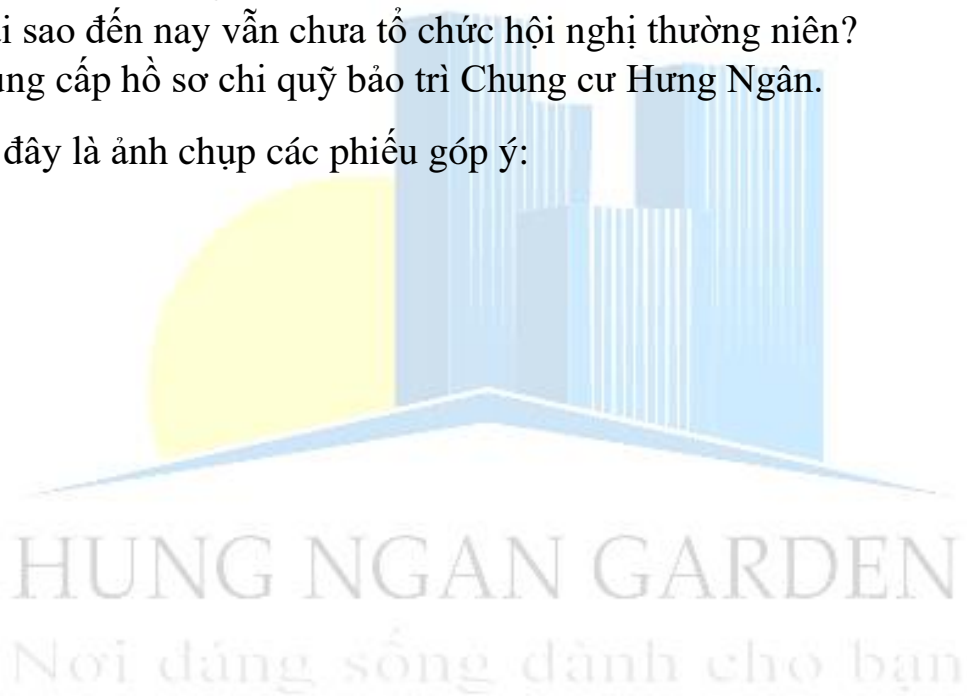 i sao đến nay vẫn chưa tổ chức hội nghị thường niên?
ung cấp hồ sơ chi quỹ bảo trì Chung cư Hưng Ngân.
đây là ảnh chụp các phiếu góp ý:
HUNG NGAN GARDEN
Nơi đáng sống dành cho bạn